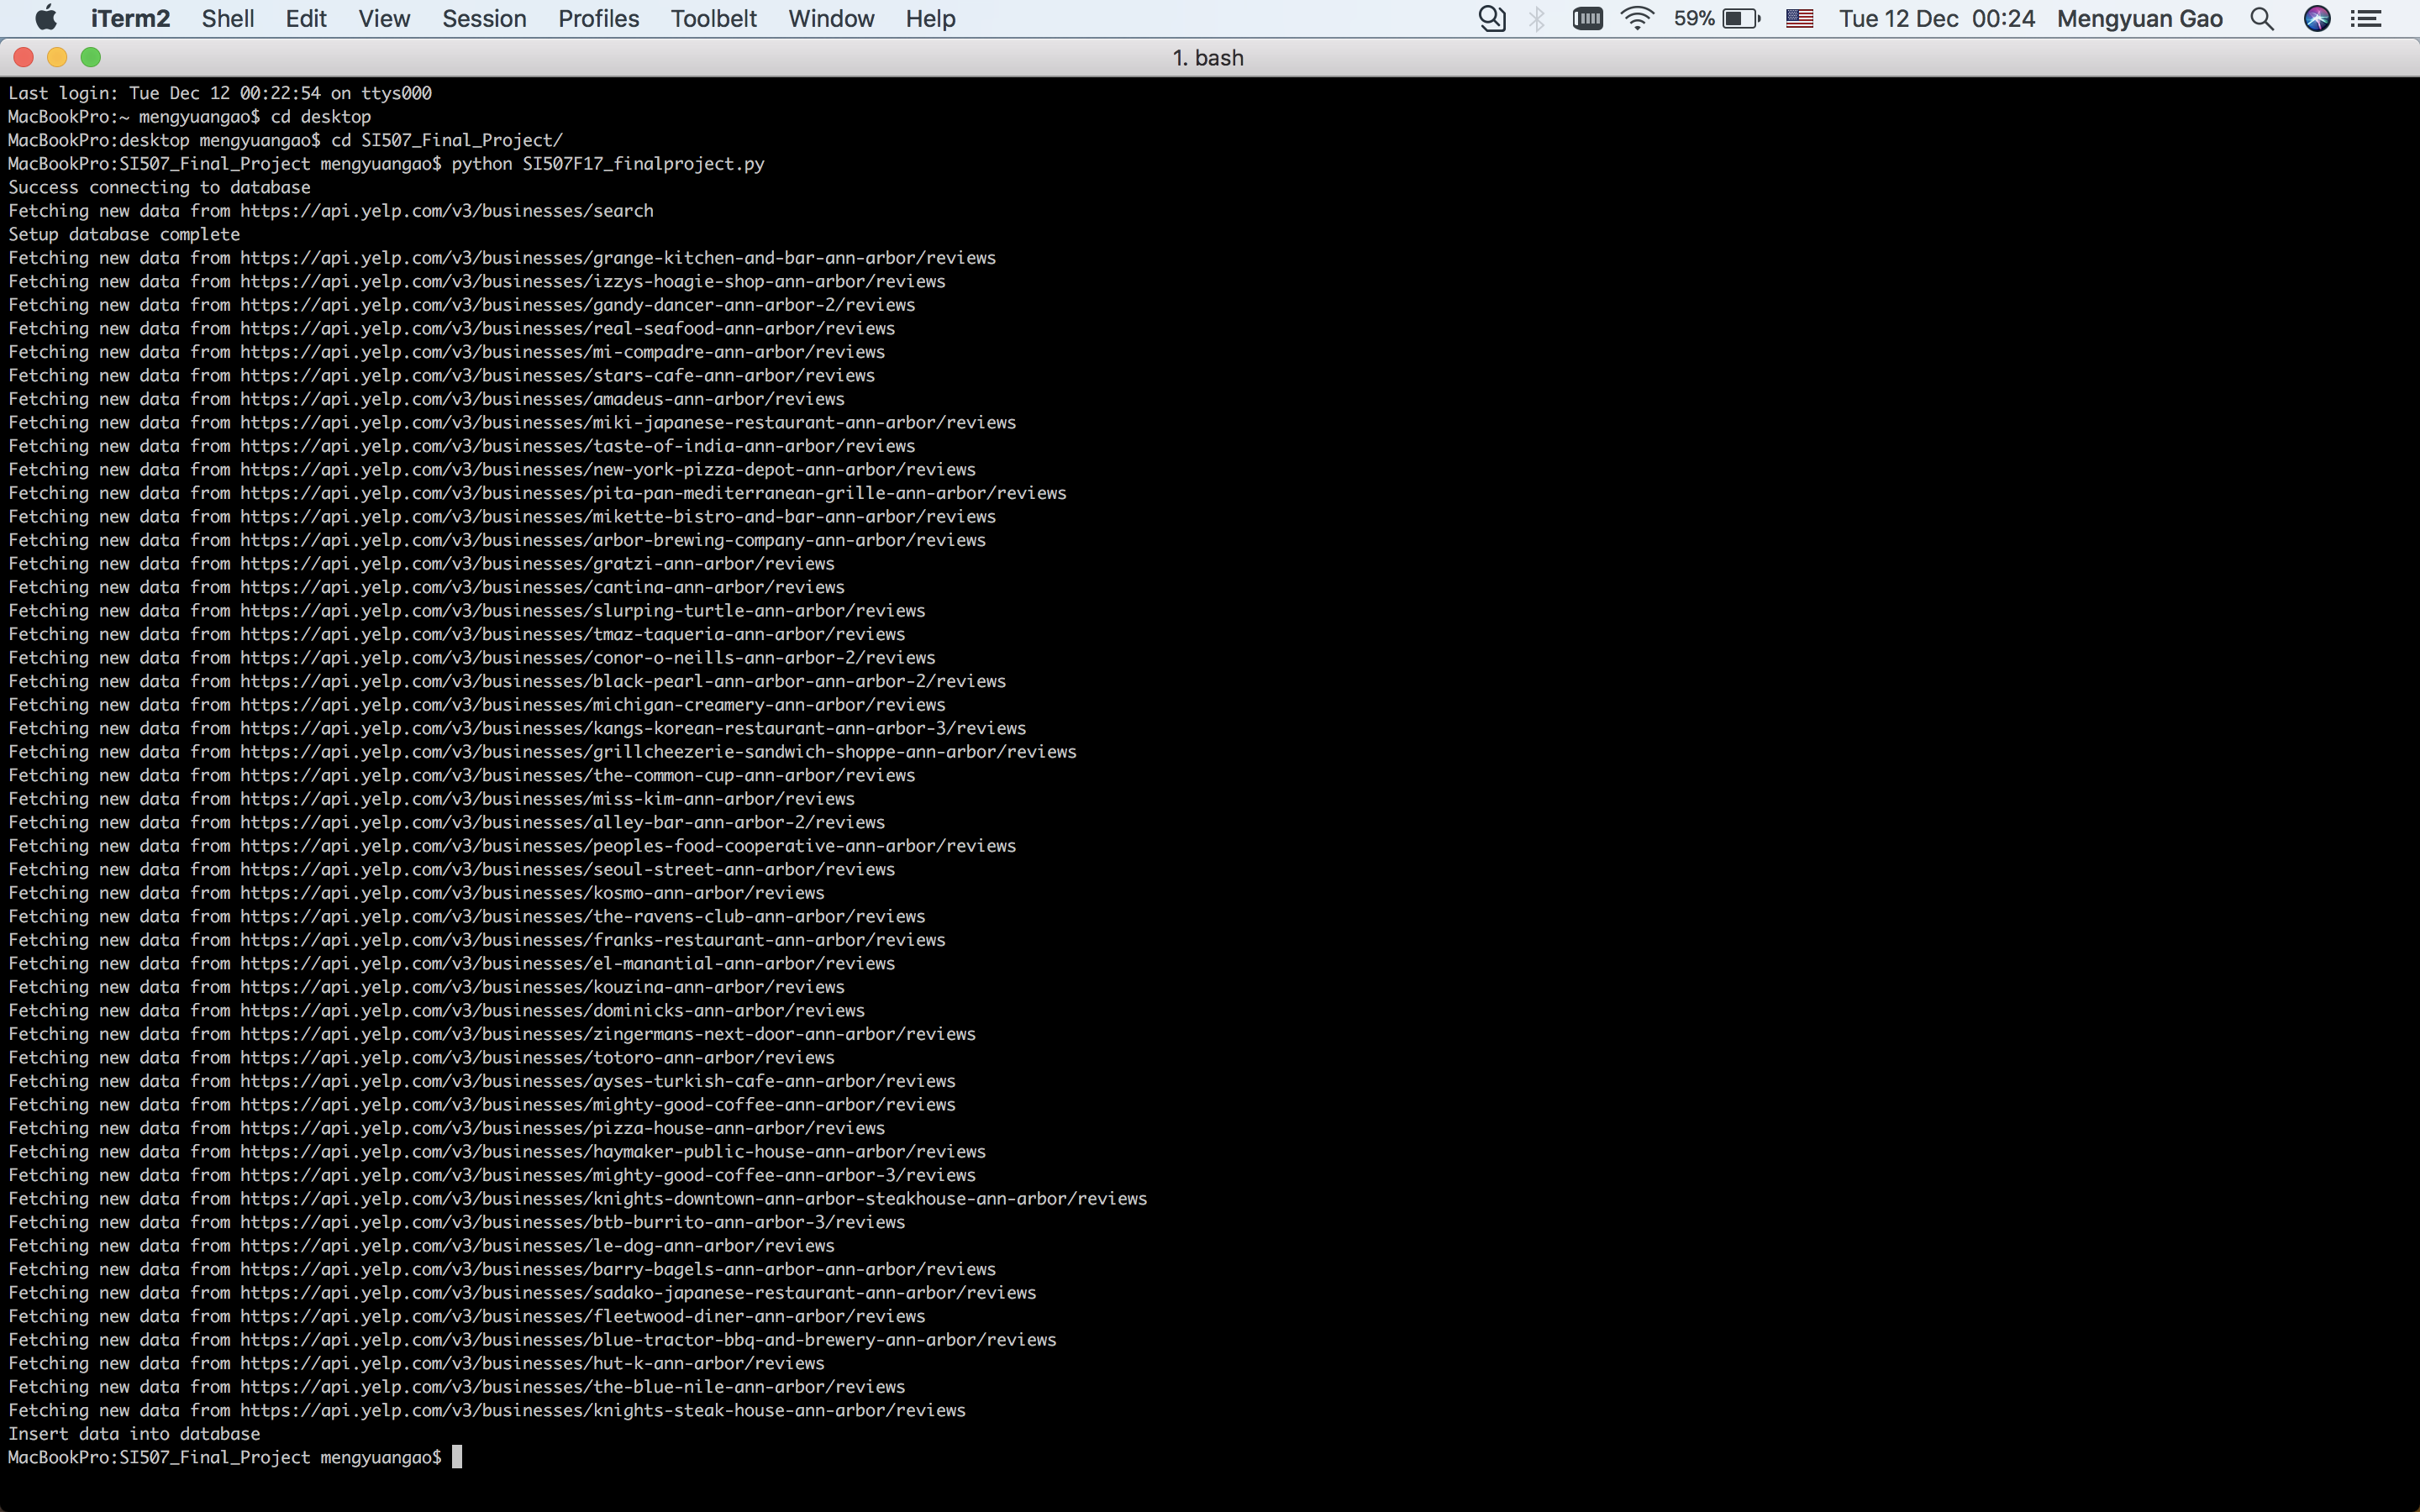 iTerm2 Shell Edit View Session Profiles Toolbelt Window Help 59% Tue 12 Dec 00:24 Mengyuan Gao
1. bash
Last login: Tue Dec 12 00:22:54 on ttys000
MacBookPro:~ mengyuangao$ cd desktop
MacBookPro:desktop mengyuangao$ cd SI507_Final_Project/
MacBookPro:SI507_Final_Project mengyuangao$ python SI507F17_finalproject.py
Success connecting to database
Fetching new data from https://api.yelp.com/v3/businesses/search
Setup database complete
Fetching new data from https://api.yelp.com/v3/businesses/grange-kitchen-and-bar-ann-arbor/reviews
Fetching new data from https://api.yelp.com/v3/businesses/izzys-hoagie-shop-ann-arbor/reviews
Fetching new data from https://api.yelp.com/v3/businesses/gandy-dancer-ann-arbor-2/reviews
Fetching new data from https://api.yelp.com/v3/businesses/real-seafood-ann-arbor/reviews
Fetching new data from https://api.yelp.com/v3/businesses/mi-compadre-ann-arbor/reviews
Fetching new data from https://api.yelp.com/v3/businesses/stars-cafe-ann-arbor/reviews
Fetching new data from https://api.yelp.com/v3/businesses/amadeus-ann-arbor/reviews
Fetching new data from https://api.yelp.com/v3/businesses/miki-japanese-restaurant-ann-arbor/reviews
Fetching new data from https://api.yelp.com/v3/businesses/taste-of-india-ann-arbor/reviews
Fetching new data from https://api.yelp.com/v3/businesses/new-york-pizza-depot-ann-arbor/reviews
Fetching new data from https://api.yelp.com/v3/businesses/pita-pan-mediterranean-grille-ann-arbor/reviews
Fetching new data from https://api.yelp.com/v3/businesses/mikette-bistro-and-bar-ann-arbor/reviews
Fetching new data from https://api.yelp.com/v3/businesses/arbor-brewing-company-ann-arbor/reviews
Fetching new data from https://api.yelp.com/v3/businesses/gratzi-ann-arbor/reviews
Fetching new data from https://api.yelp.com/v3/businesses/cantina-ann-arbor/reviews
Fetching new data from https://api.yelp.com/v3/businesses/slurping-turtle-ann-arbor/reviews
Fetching new data from https://api.yelp.com/v3/businesses/tmaz-taqueria-ann-arbor/reviews
Fetching new data from https://api.yelp.com/v3/businesses/conor-o-neills-ann-arbor-2/reviews
Fetching new data from https://api.yelp.com/v3/businesses/black-pearl-ann-arbor-ann-arbor-2/reviews
Fetching new data from https://api.yelp.com/v3/businesses/michigan-creamery-ann-arbor/reviews
Fetching new data from https://api.yelp.com/v3/businesses/kangs-korean-restaurant-ann-arbor-3/reviews
Fetching new data from https://api.yelp.com/v3/businesses/grillcheezerie-sandwich-shoppe-ann-arbor/reviews
Fetching new data from https://api.yelp.com/v3/businesses/the-common-cup-ann-arbor/reviews
Fetching new data from https://api.yelp.com/v3/businesses/miss-kim-ann-arbor/reviews
Fetching new data from https://api.yelp.com/v3/businesses/alley-bar-ann-arbor-2/reviews
Fetching new data from https://api.yelp.com/v3/businesses/peoples-food-cooperative-ann-arbor/reviews
Fetching new data from https://api.yelp.com/v3/businesses/seoul-street-ann-arbor/reviews
Fetching new data from https://api.yelp.com/v3/businesses/kosmo-ann-arbor/reviews
Fetching new data from https://api.yelp.com/v3/businesses/the-ravens-club-ann-arbor/reviews
Fetching new data from https://api.yelp.com/v3/businesses/franks-restaurant-ann-arbor/reviews
Fetching new data from https://api.yelp.com/v3/businesses/el-manantial-ann-arbor/reviews
Fetching new data from https://api.yelp.com/v3/businesses/kouzina-ann-arbor/reviews
Fetching new data from https://api.yelp.com/v3/businesses/dominicks-ann-arbor/reviews
Fetching new data from https://api.yelp.com/v3/businesses/zingermans-next-door-ann-arbor/reviews
Fetching new data from https://api.yelp.com/v3/businesses/totoro-ann-arbor/reviews
Fetching new data from https://api.yelp.com/v3/businesses/ayses-turkish-cafe-ann-arbor/reviews
Fetching new data from https://api.yelp.com/v3/businesses/mighty-good-coffee-ann-arbor/reviews
Fetching new data from https://api.yelp.com/v3/businesses/pizza-house-ann-arbor/reviews
Fetching new data from https://api.yelp.com/v3/businesses/haymaker-public-house-ann-arbor/reviews
Fetching new data from https://api.yelp.com/v3/businesses/mighty-good-coffee-ann-arbor-3/reviews
Fetching new data from https://api.yelp.com/v3/businesses/knights-downtown-ann-arbor-steakhouse-ann-arbor/reviews
Fetching new data from https://api.yelp.com/v3/businesses/btb-burrito-ann-arbor-3/reviews
Fetching new data from https://api.yelp.com/v3/businesses/le-dog-ann-arbor/reviews
Fetching new data from https://api.yelp.com/v3/businesses/barry-bagels-ann-arbor-ann-arbor/reviews
Fetching new data from https://api.yelp.com/v3/businesses/sadako-japanese-restaurant-ann-arbor/reviews
Fetching new data from https://api.yelp.com/v3/businesses/fleetwood-diner-ann-arbor/reviews
Fetching new data from https://api.yelp.com/v3/businesses/blue-tractor-bbq-and-brewery-ann-arbor/reviews
Fetching new data from https://api.yelp.com/v3/businesses/hut-k-ann-arbor/reviews
Fetching new data from https://api.yelp.com/v3/businesses/the-blue-nile-ann-arbor/reviews
Fetching new data from https://api.yelp.com/v3/businesses/knights-steak-house-ann-arbor/reviews
Insert data into database
MacBookPro:SI507_Final_Project mengyuangao$